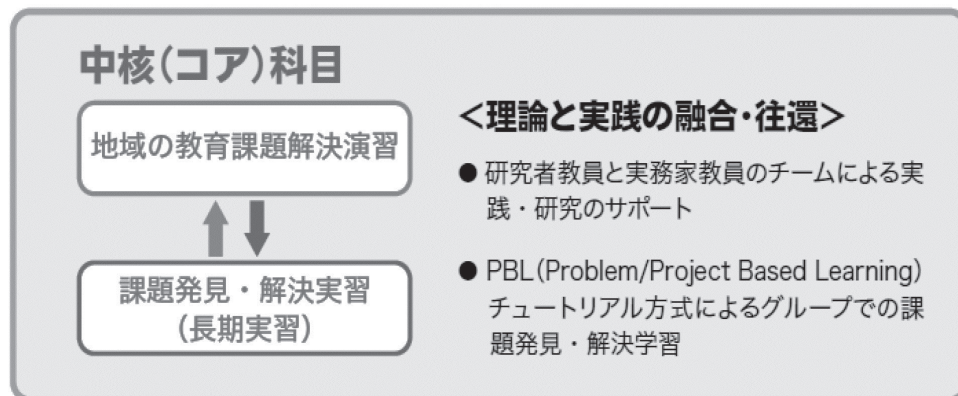 中核(コア)科目
地域の教育課題解決演習
課題発見・解決実習
(長期実習)
<理論と実践の融合・往還>
● 研究者教員と実務家教員のチームによる実
践・研究のサポート
● PBL(Problem/Project Based Learning)
チュートリアル方式によるグループでの課
題発見・解決学習